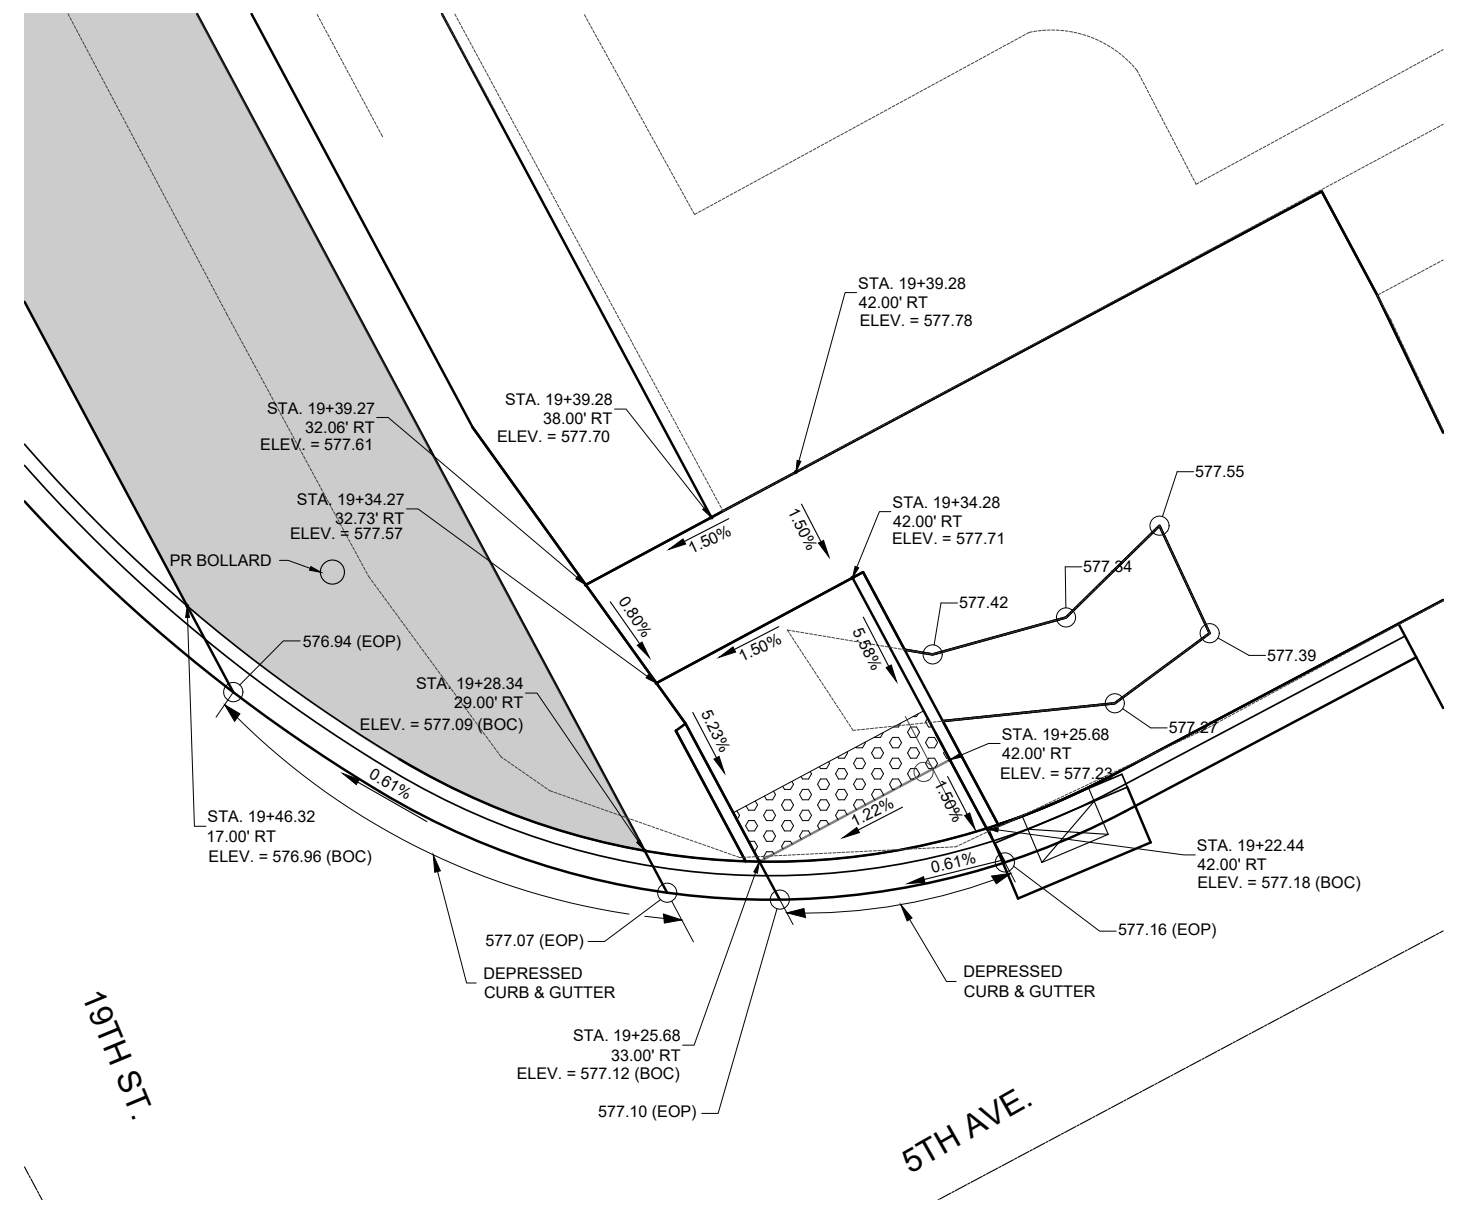 STA. 19+39.28
42.00' RT
ELEV. = 577.78
STA. 19+39.27
32.06' RT
ELEV. = 577.61
STA. 19+39.28
38.00' RT
ELEV. = 577.70
577.55
STA. 19+34.27
32.73' RT
ELEV. = 577.57
STA. 19+34.28
42.00' RT
ELEV. = 577.71
1.50%
1.50%
PR BOLLARD
577.34
577.42
0.80%
1.50%
5.58%
576.94 (EOP)
577.39
STA. 19+28.34
29.00' RT
ELEV. = 577.09 (BOC)
5.23%
577.27
STA. 19+25.68
42.00' RT
ELEV. = 577.23
0.61%
1.22%
1.50%
STA. 19+46.32
17.00' RT
ELEV. = 576.96 (BOC)
0.61%
STA. 19+22.44
42.00' RT
ELEV. = 577.18 (BOC)
577.07 (EOP)
577.16 (EOP)
DEPRESSED
CURB & GUTTER
DEPRESSED
CURB & GUTTER
19TH ST.
STA. 19+25.68
33.00' RT
ELEV. = 577.12 (BOC)
577.10 (EOP)
5TH AVE.